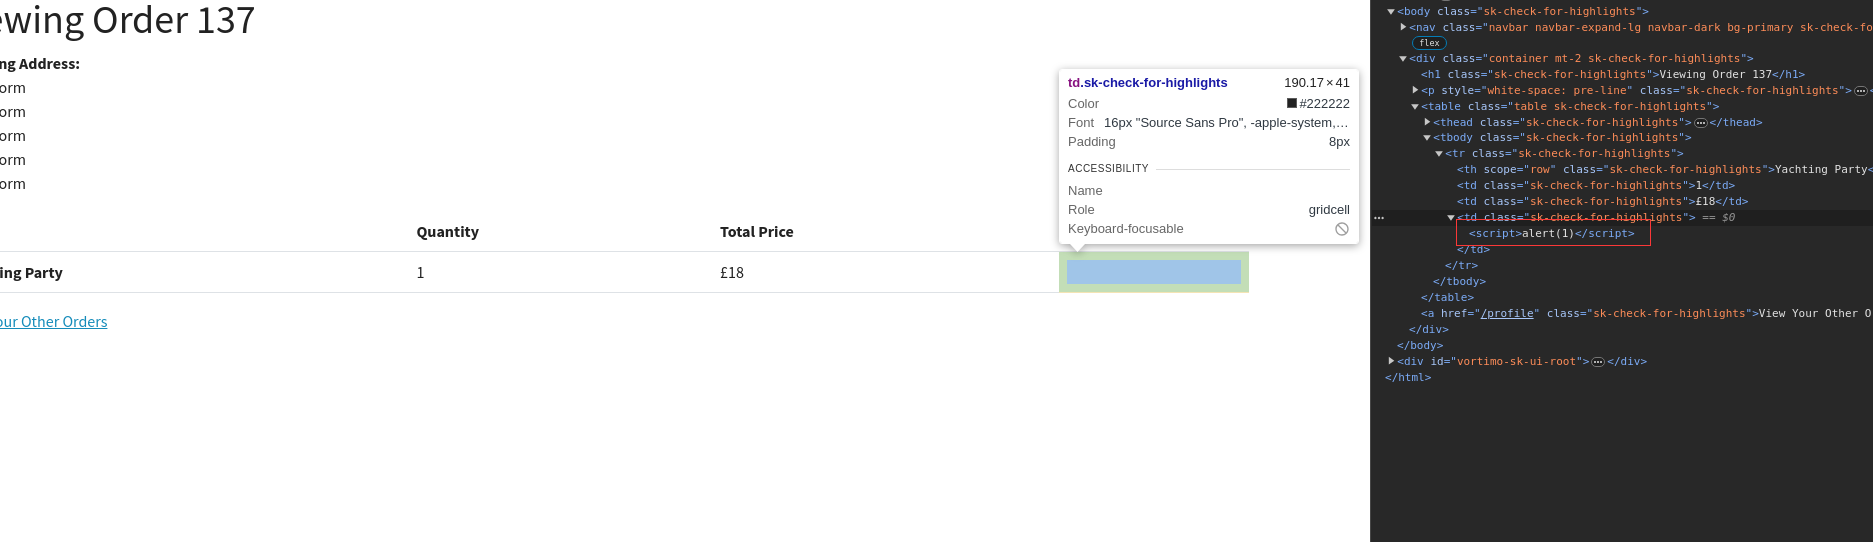 ewing Order 137
ng Address:
orm
orm
orm
orm
orm
Quantity
Total Price
ing Party
1
£18
our Other Orders
td.sk-check-for-highlights
190.17×41
Color
#222222
Font
16px "Source Sans Pro", -apple-system,…
Padding
8px
ACCESSIBILITY
Name
Role
gridcell
Keyboard-focusable
<body class="sk-check-for-highlights">
<nav class="navbar navbar-expand-lg navbar-dark bg-primary sk-check-fo
flex
<div class="container mt-2 sk-check-for-highlights">
<h1 class="sk-check-for-highlights">Viewing Order 137</h1>
<p style="white-space: pre-line" class="sk-check-for-highlights">…<
<table class="table sk-check-for-highlights">
<thead class="sk-check-for-highlights">…</thead>
<tbody class="sk-check-for-highlights">
<tr class="sk-check-for-highlights">
<th scope="row" class="sk-check-for-highlights">Yachting Party<
<td class="sk-check-for-highlights">1</td>
<td class="sk-check-for-highlights">£18</td>
<td class="sk-check-for-highlights"> == $0
<script>alert(1)</script>
</td>
</tr>
</tbody>
</table>
<a href="/profile" class="sk-check-for-highlights">View Your Other O
</div>
</body>
<div id="vortimo-sk-ui-root">…</div>
</html>